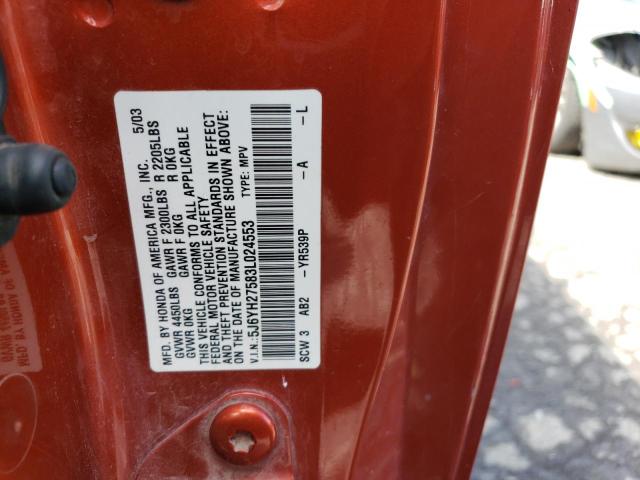 MFD. BY HONDA OF AMERICA MFG., INC. 5/03
GVWR 4450LBS GAWR F 2300LBS R 2205LBS
GVWR 0KG GAWR F 0KG R 0KG
THIS VEHICLE CONFORMS TO ALL APPLICABLE
FEDERAL MOTOR VEHICLE SAFETY
AND THEFT PREVENTION STANDARDS IN EFFECT
ON THE DATE OF MANUFACTURE SHOWN ABOVE:
V.I.N.: 5J6YH27583L024553 TYPE: MPV
SCW 3 AB2 –YR539P –A –L